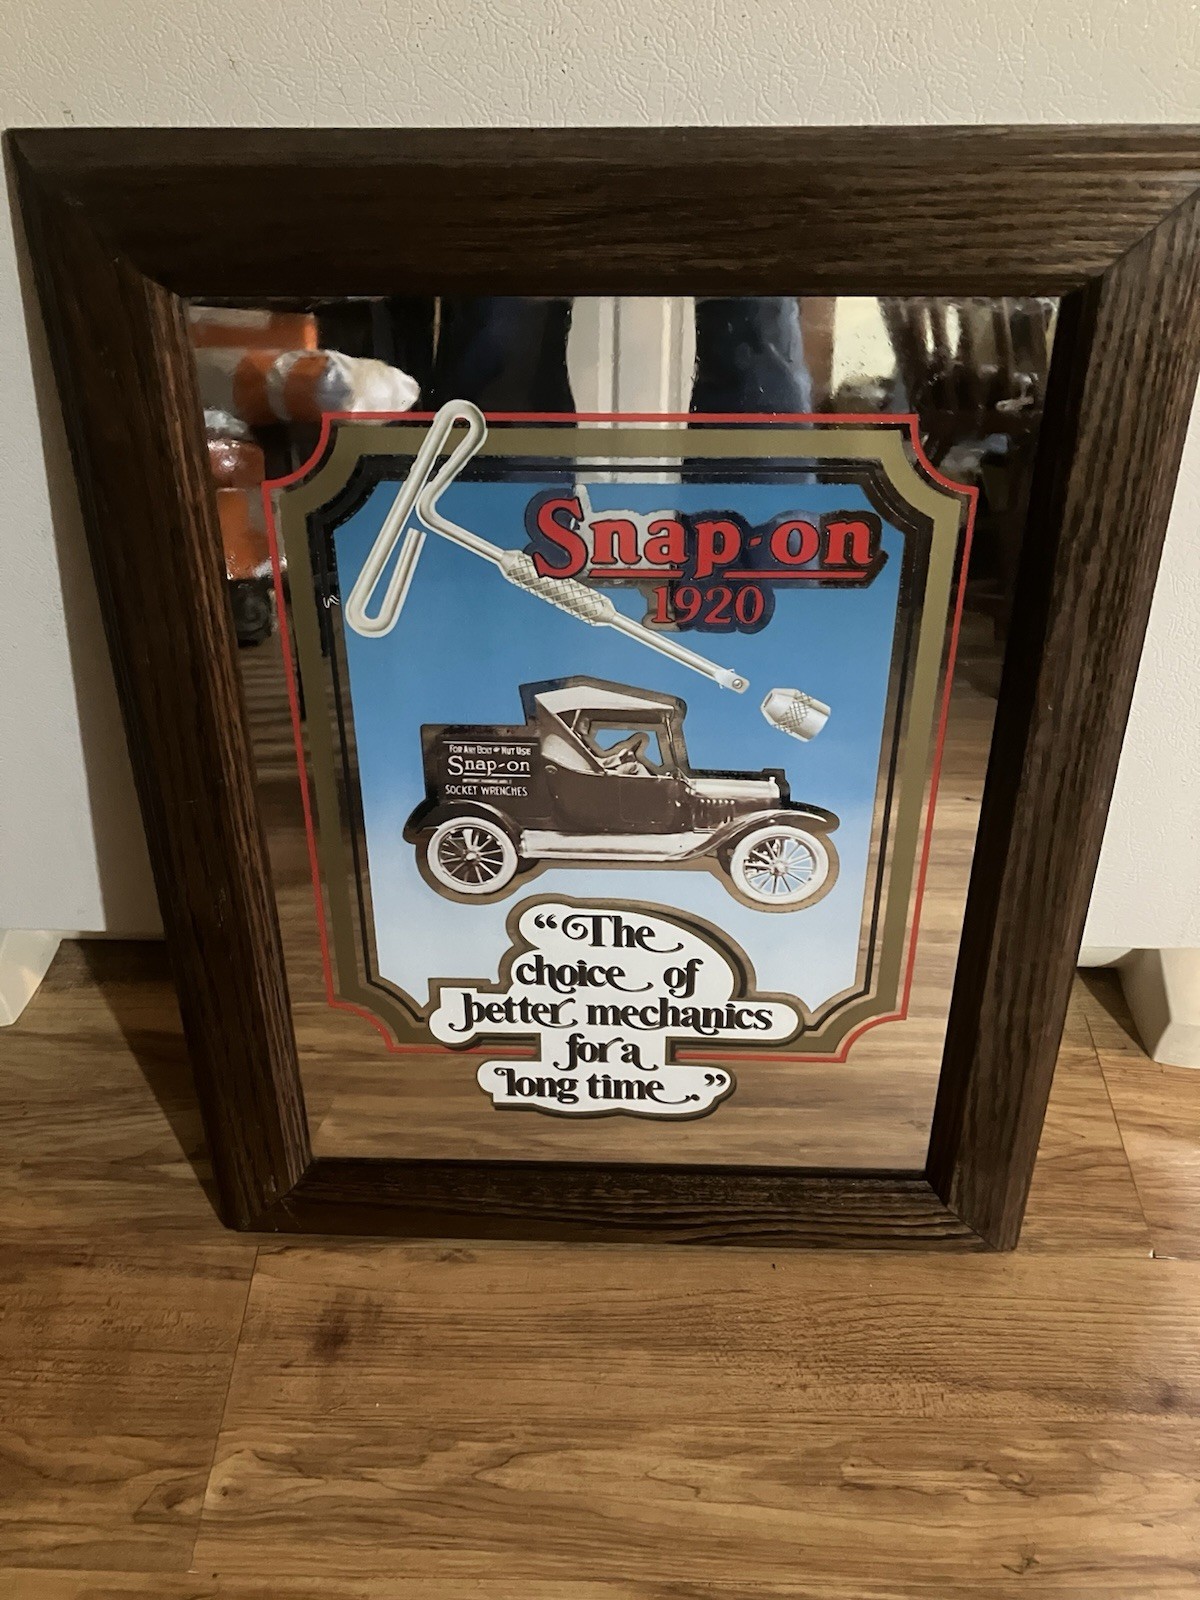 Snap-on
1920
FOR ANY BOLT OR NUT USE
Snap-on
SOCKET WRENCHES
“The
choice of
better mechanics
for a
long time.”